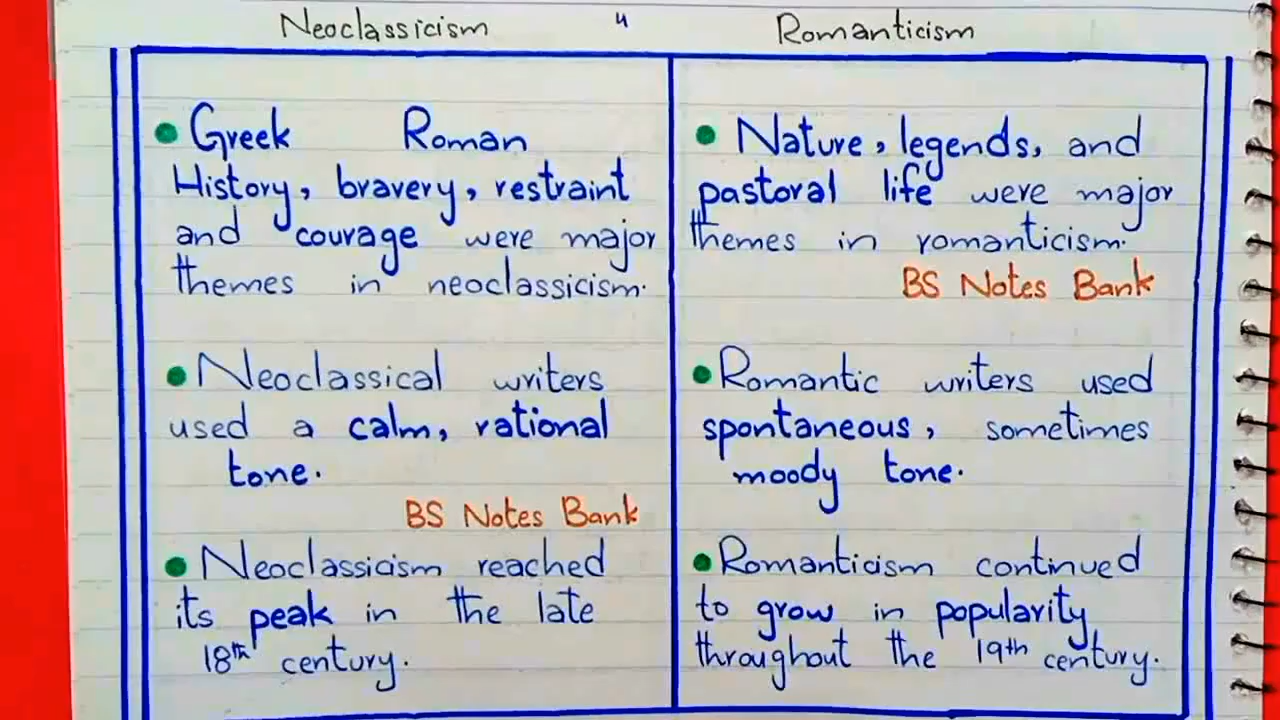 Neoclassicism 4 Romanticism
• Greek Roman
History, bravery, restraint
and courage were major
themes in neoclassicism.
• Neoclassical writers
used a calm, rational
tone.
BS Notes Bank
• Neoclassicism reached
its peak in the late
18th century.
• Nature, legends, and
pastoral life were major
themes in romanticism.
BS Notes Bank
• Romantic writers used
spontaneous, sometimes
moody tone.
• Romanticism continued
to grow in popularity
throughout the 19th century.